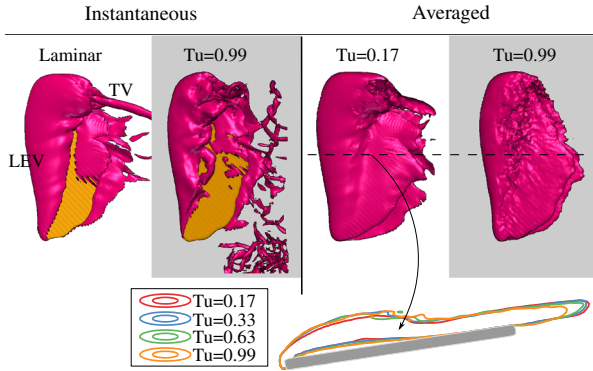 Instantaneous Averaged
Laminar Tu=0.99 Tu=0.17 Tu=0.99
TV
LEV
Tu=0.17
Tu=0.33
Tu=0.63
Tu=0.99